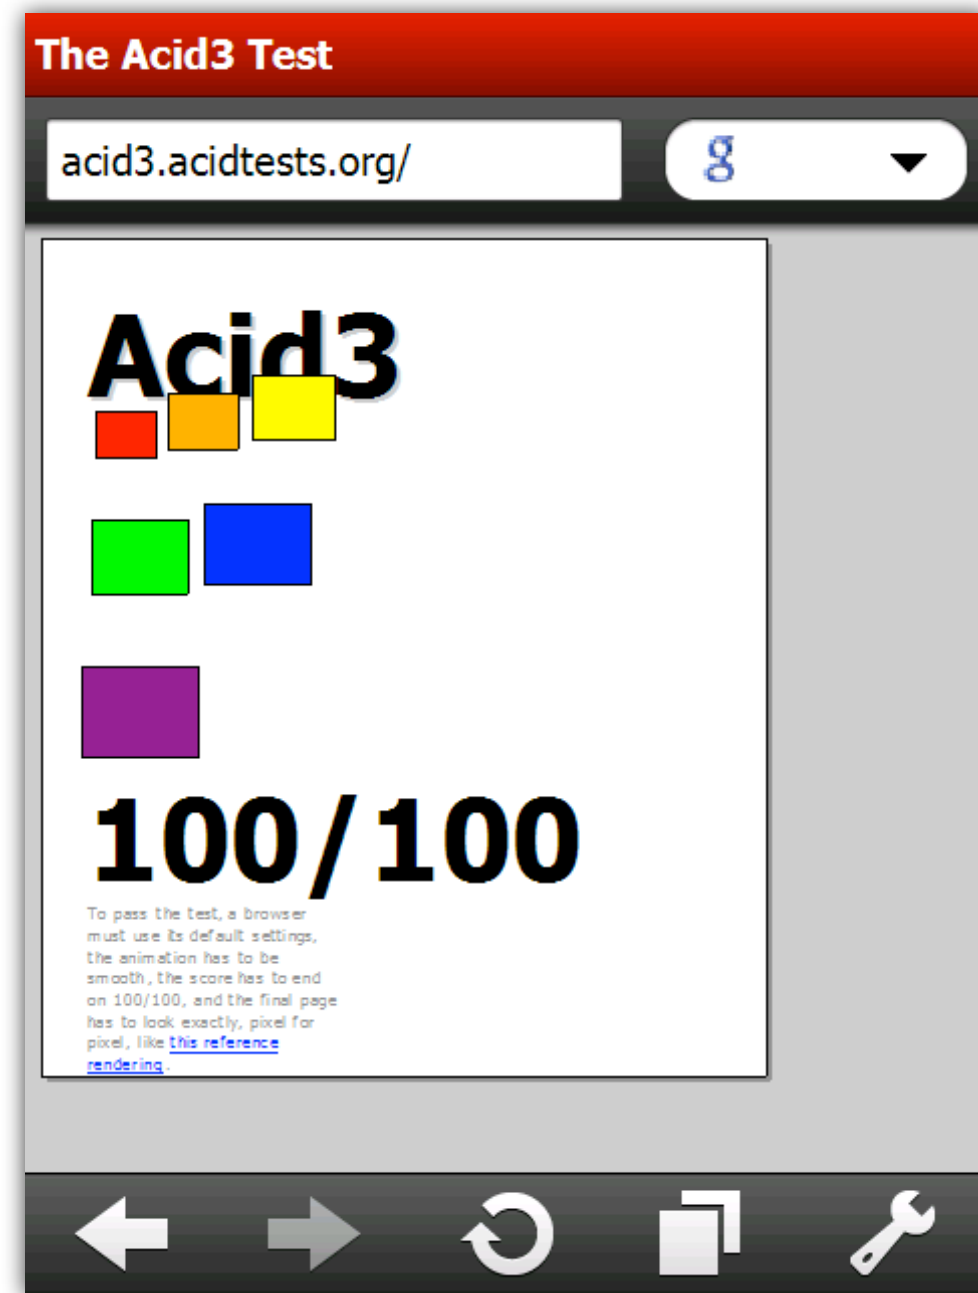 The Acid3 Test
acid3.acidtests.org/
g
Acid3
100/100
To pass the test, a browser
must use its default settings,
the animation has to be
smooth, the score has to end
on 100/100, and the final page
has to look exactly, pixel for
pixel, like this reference
rendering.